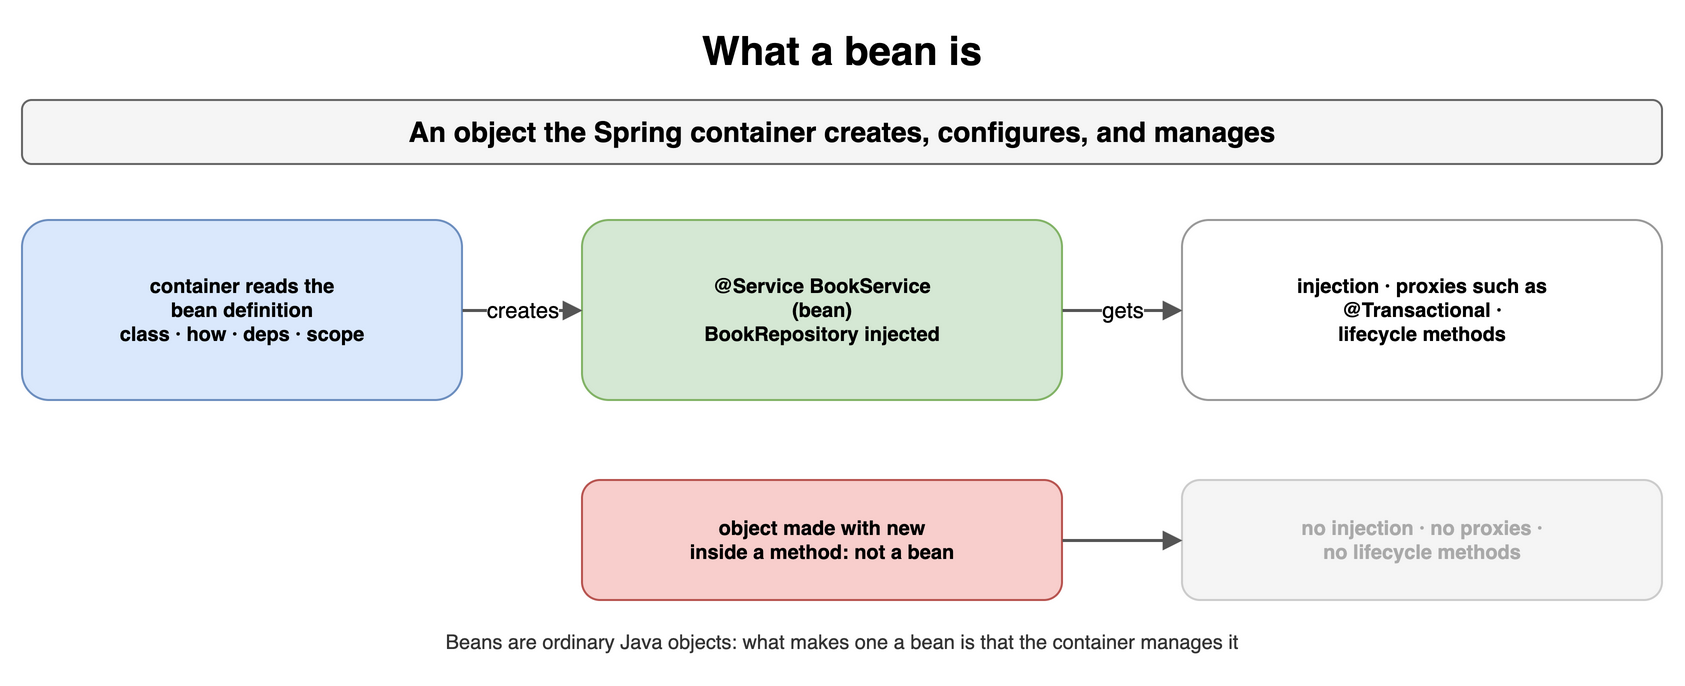 What a bean is
An object the Spring container creates, configures, and manages
container reads the
bean definition
class · how · deps · scope
creates
@Service BookService
(bean)
BookRepository injected
gets
injection · proxies such as
@Transactional ·
lifecycle methods
object made with new
inside a method: not a bean
no injection · no proxies ·
no lifecycle methods
Beans are ordinary Java objects: what makes one a bean is that the container manages it